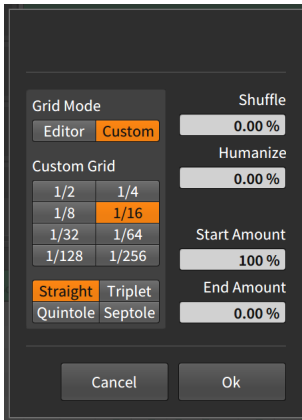 Grid Mode
Editor Custom
Custom Grid
1/2 1/4
1/8 1/16
1/32 1/64
1/128 1/256
Straight Triplet
Quintole Septole
Shuffle
0.00 %
Humanize
0.00 %
Start Amount
100 %
End Amount
0.00 %
Cancel Ok